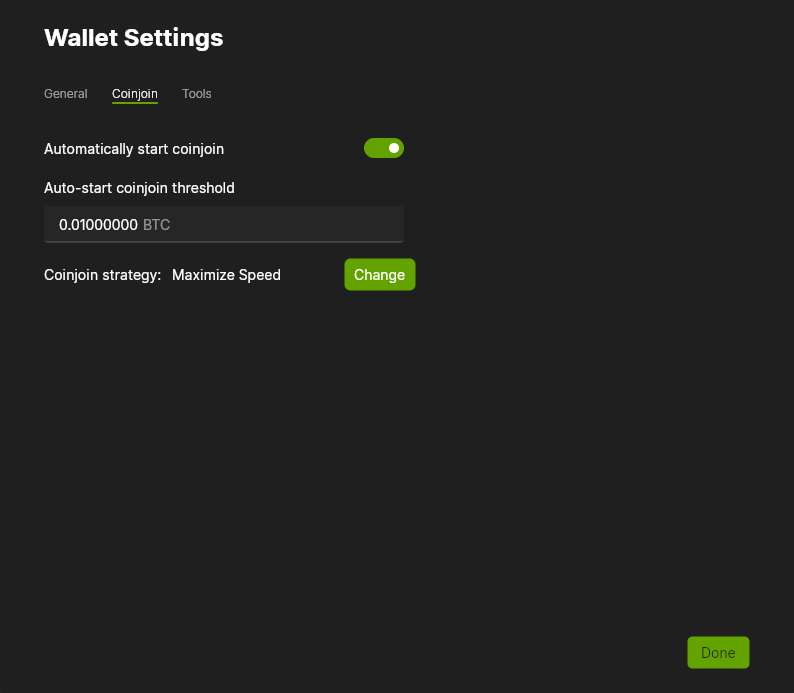 Wallet Settings
General Coinjoin Tools
Automatically start coinjoin
Auto-start coinjoin threshold
0.01000000 BTC
Coinjoin strategy: Maximize Speed Change
Done